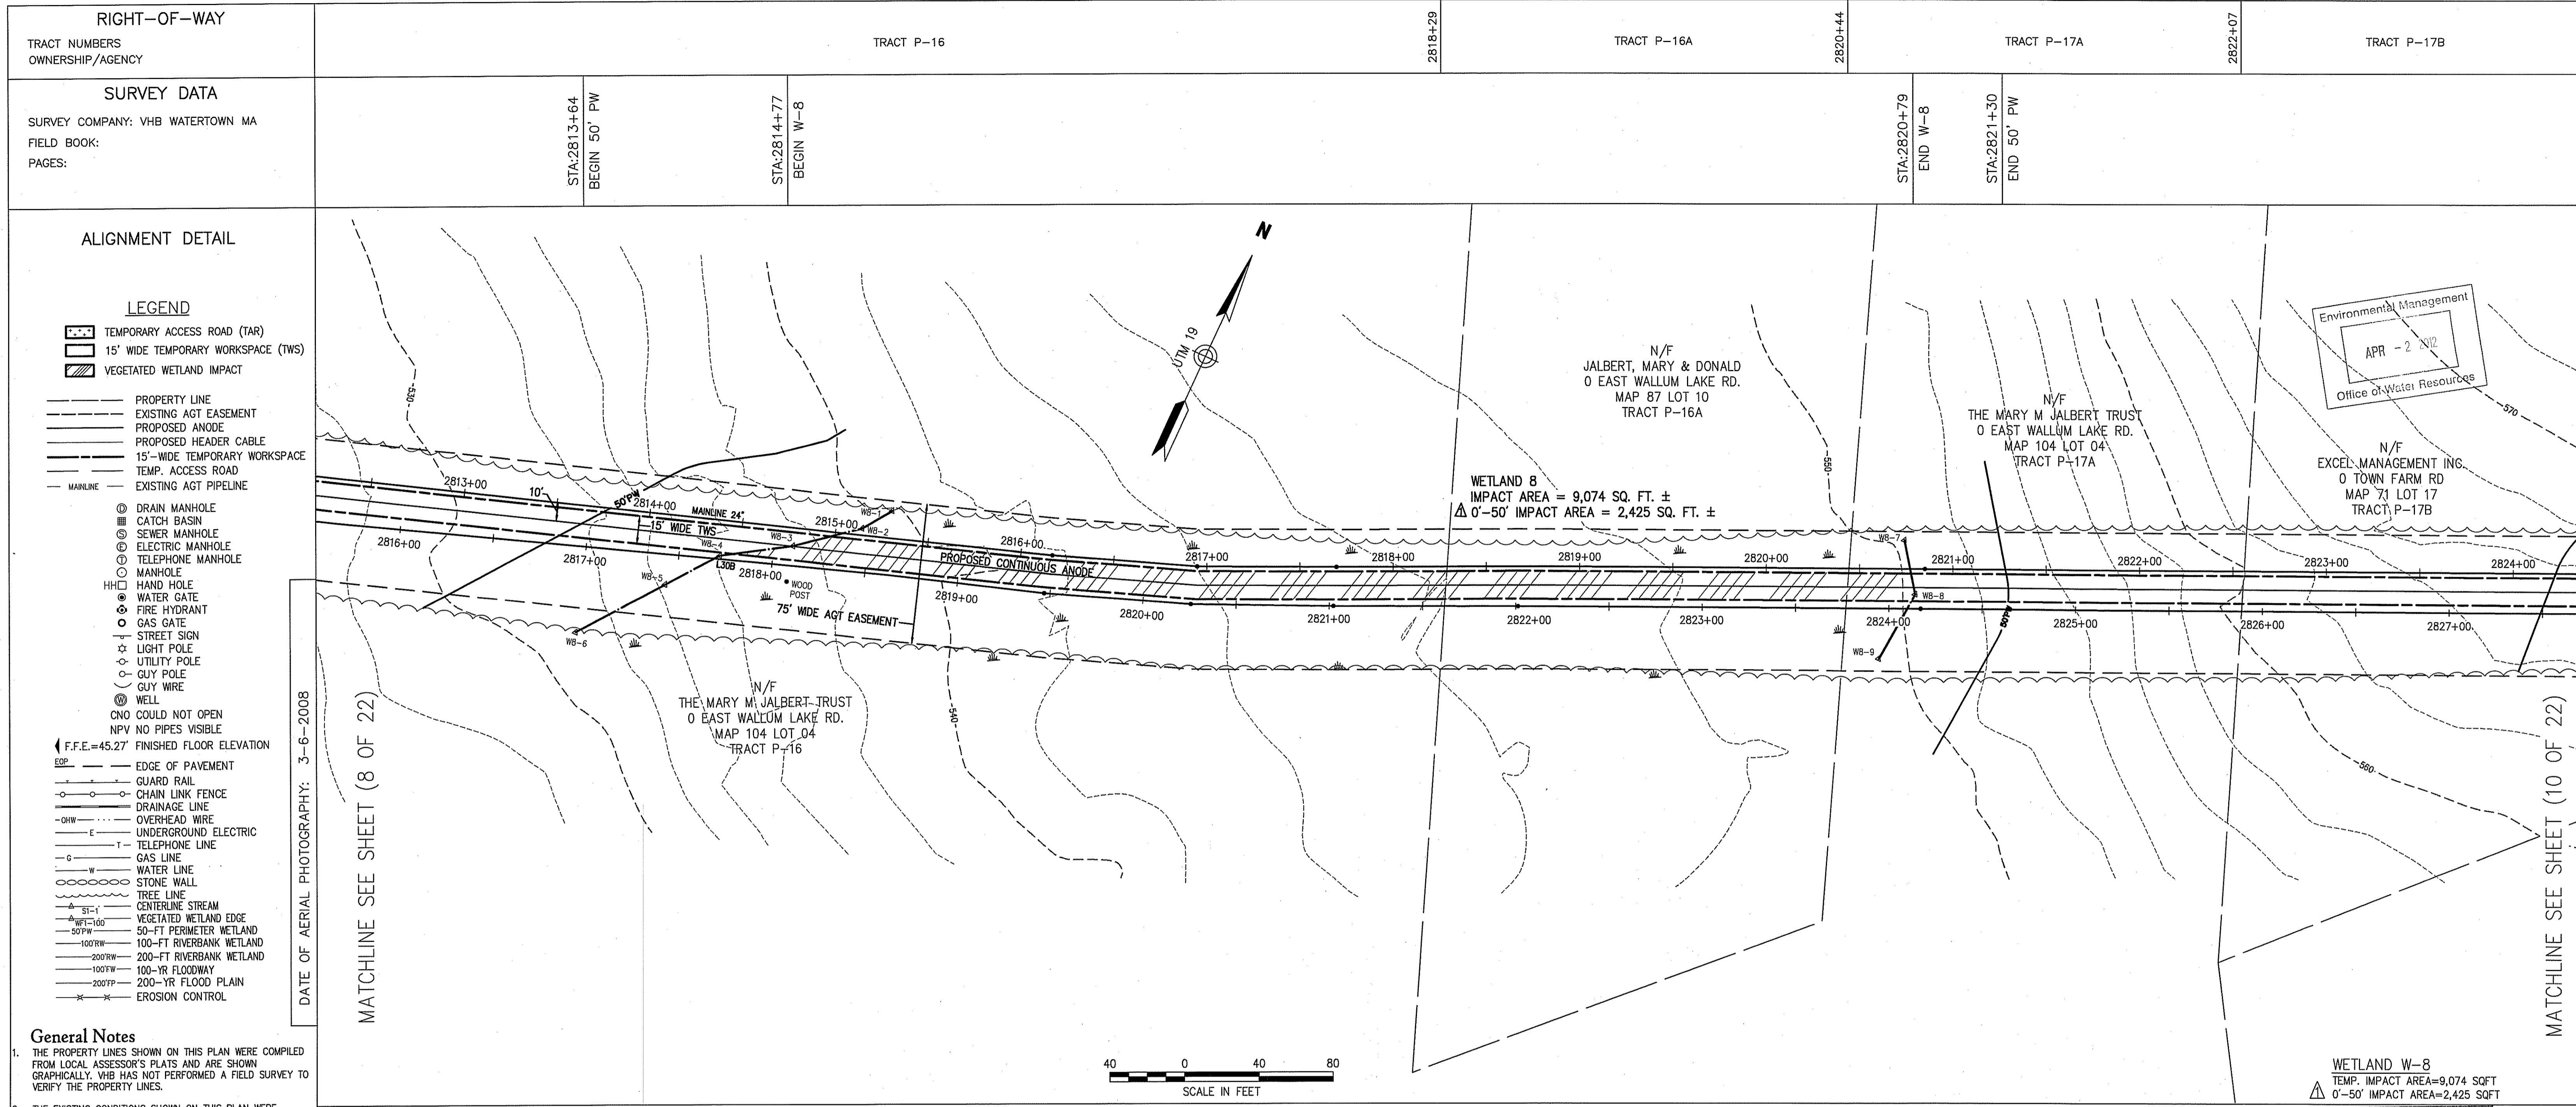 RIGHT-OF-WAY
TRACT NUMBERS
OWNERSHIP/AGENCY
TRACT P-16
2818+29
TRACT P-16A
2820+44
TRACT P-17A
2822+07
TRACT P-17B
SURVEY DATA
SURVEY COMPANY: VHB WATERTOWN MA
FIELD BOOK:
PAGES:
STA:2813+64
BEGIN 50' PW
STA:2814+77
BEGIN W-8
STA:2820+79
END W-8
STA:2821+30
END 50' PW
ALIGNMENT DETAIL
LEGEND
TEMPORARY ACCESS ROAD (TAR)
15' WIDE TEMPORARY WORKSPACE (TWS)
VEGETATED WETLAND IMPACT
PROPERTY LINE
EXISTING AGT EASEMENT
PROPOSED ANODE
PROPOSED HEADER CABLE
15'-WIDE TEMPORARY WORKSPACE
TEMP. ACCESS ROAD
MAINLINE EXISTING AGT PIPELINE
D DRAIN MANHOLE
CATCH BASIN
S SEWER MANHOLE
E ELECTRIC MANHOLE
T TELEPHONE MANHOLE
MANHOLE
HH HAND HOLE
WATER GATE
FIRE HYDRANT
GAS GATE
STREET SIGN
LIGHT POLE
UTILITY POLE
GUY POLE
GUY WIRE
W WELL
CNO COULD NOT OPEN
NPV NO PIPES VISIBLE
F.F.E.=45.27' FINISHED FLOOR ELEVATION
EOP EDGE OF PAVEMENT
GUARD RAIL
CHAIN LINK FENCE
DRAINAGE LINE
OHW OVERHEAD WIRE
E UNDERGROUND ELECTRIC
T TELEPHONE LINE
G GAS LINE
W WATER LINE
STONE WALL
TREE LINE
S1-1 CENTERLINE STREAM
WF1-100 VEGETATED WETLAND EDGE
50'PW 50-FT PERIMETER WETLAND
100'RW 100-FT RIVERBANK WETLAND
200'RW 200-FT RIVERBANK WETLAND
100'FW 100-YR FLOODWAY
200'FP 200-YR FLOOD PLAIN
EROSION CONTROL
General Notes
1. THE PROPERTY LINES SHOWN ON THIS PLAN WERE COMPILED
FROM LOCAL ASSESSOR'S PLATS AND ARE SHOWN
GRAPHICALLY. VHB HAS NOT PERFORMED A FIELD SURVEY TO
VERIFY THE PROPERTY LINES.
DATE OF AERIAL PHOTOGRAPHY: 3-6-2008
MATCHLINE SEE SHEET (8 OF 22)
N
UTM 19
-530-
-540-
-550-
-560-
-570-
Environmental Management
APR - 2 2012
Office of Water Resources
N/F
JALBERT, MARY & DONALD
0 EAST WALLUM LAKE RD.
MAP 87 LOT 10
TRACT P-16A
N/F
THE MARY M JALBERT TRUST
0 EAST WALLUM LAKE RD.
MAP 104 LOT 04
TRACT P-17A
N/F
EXCEL MANAGEMENT INC.
0 TOWN FARM RD
MAP 71 LOT 17
TRACT P-17B
WETLAND 8
IMPACT AREA = 9,074 SQ. FT. ±
1 0'-50' IMPACT AREA = 2,425 SQ. FT. ±
2813+00
10'
50'PW
2814+00
MAINLINE 24"
15' WIDE TWS
2815+00
W8-1
W8-2
W8-3
W8-4
W8-5
W8-6
L30B
2816+00
2817+00
2818+00
2819+00
2820+00
2821+00
2822+00
2823+00
2824+00
PROPOSED CONTINUOUS ANODE
WOOD
POST
75' WIDE AGT EASEMENT
W8-7
W8-8
W8-9
50'PW
2816+00
2817+00
2818+00
2819+00
2820+00
2821+00
2822+00
2823+00
2824+00
2825+00
2826+00
2827+00
N/F
THE MARY M JALBERT TRUST
0 EAST WALLUM LAKE RD.
MAP 104 LOT 04
TRACT P-16
40 0 40 80
SCALE IN FEET
MATCHLINE SEE SHEET (10 OF 22)
WETLAND W-8
TEMP. IMPACT AREA=9,074 SQFT
1 0'-50' IMPACT AREA=2,425 SQFT